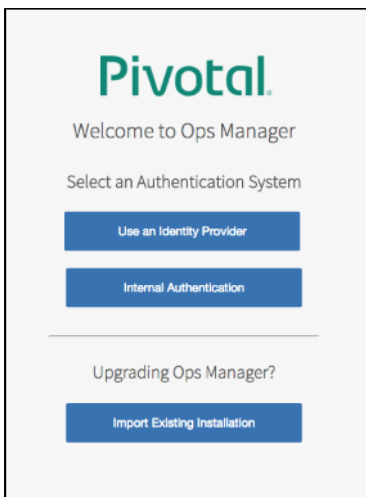 Pivotal.
Welcome to Ops Manager
Select an Authentication System
Use an Identity Provider
Internal Authentication
Upgrading Ops Manager?
Import Existing Installation